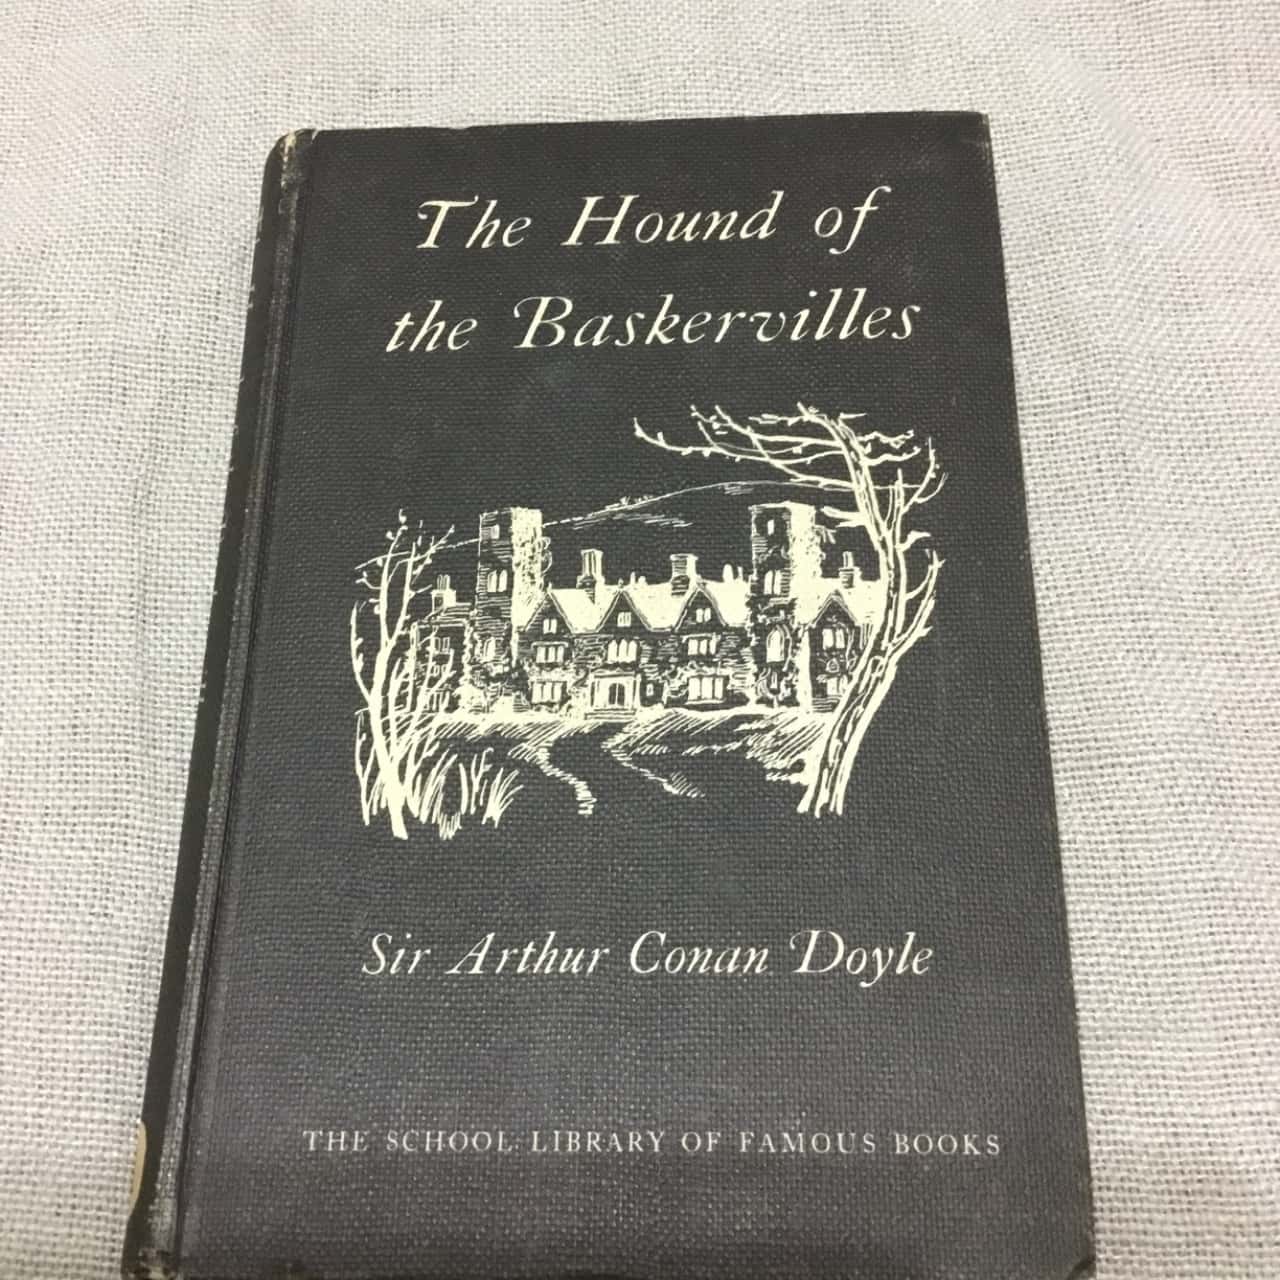 The Hound of
the Baskervilles
Sir Arthur Conan Doyle
THE SCHOOL LIBRARY OF FAMOUS BOOKS